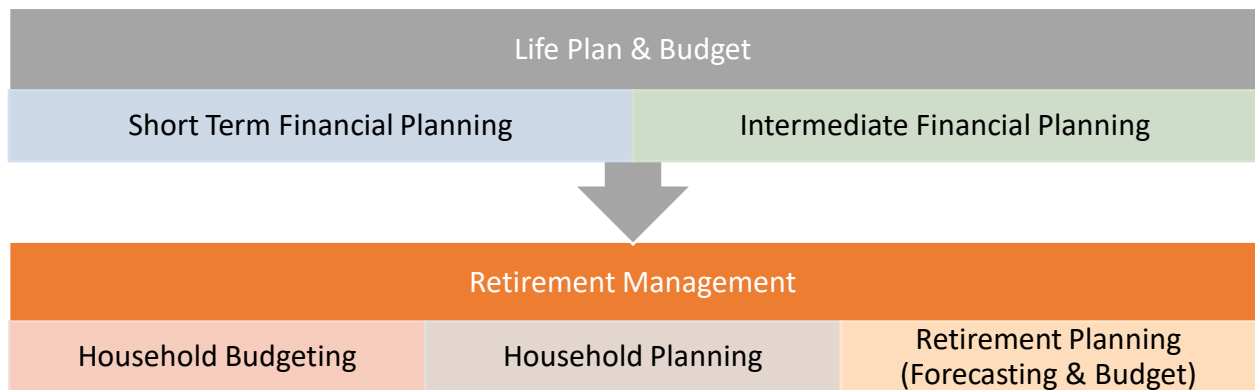 Life Plan & Budget
Short Term Financial Planning
Intermediate Financial Planning
Retirement Management
Household Budgeting
Household Planning
Retirement Planning
(Forecasting & Budget)